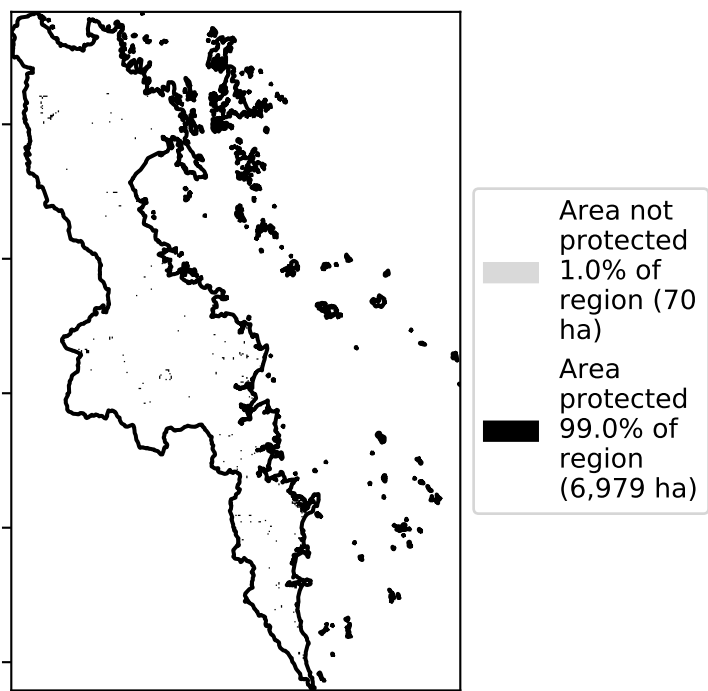 Area not
protected
1.0% of
region (70
ha)
Area
protected
99.0% of
region
(6,979 ha)